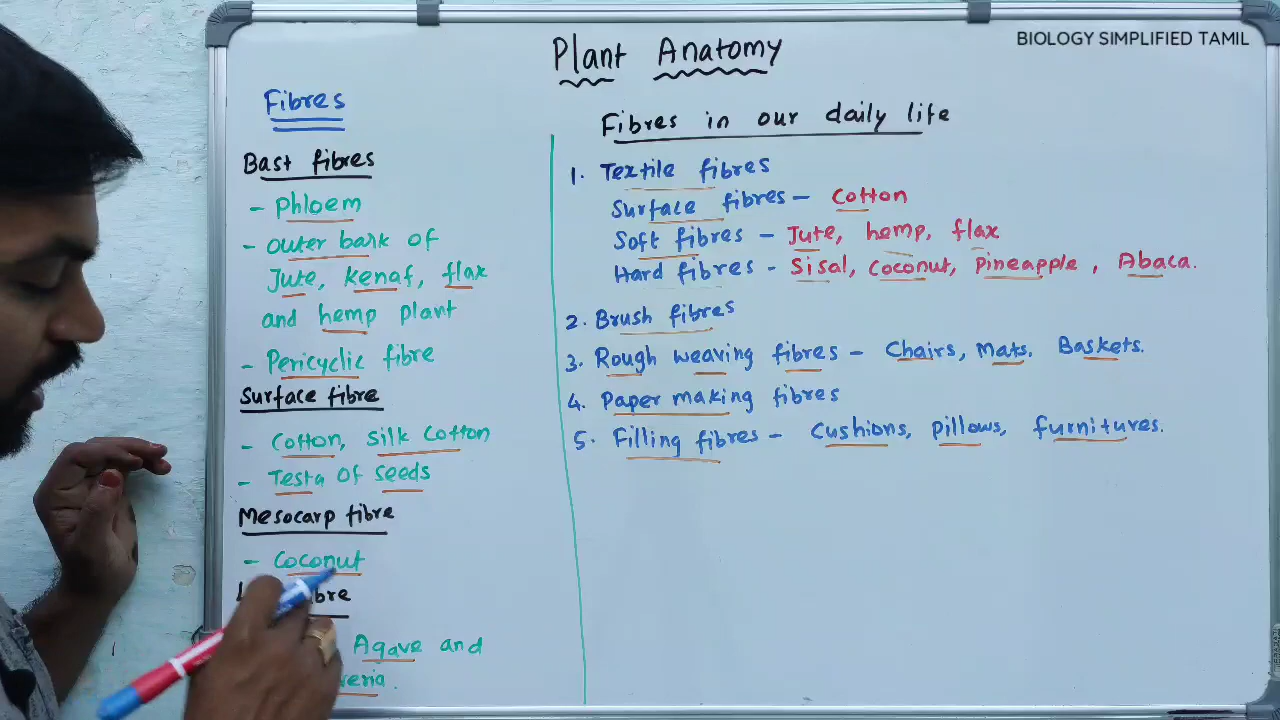 BIOLOGY SIMPLIFIED TAMIL
Plant Anatomy
Fibres
Bast fibres
- Phloem
- outer bark of
Jute, kenaf, flax
and hemp plant
- Pericyclic fibre
Surface fibre
- Cotton, silk cotton
- Testa of seeds
Mesocarp fibre
- Coconut
Agave and
Fibres in our daily life
1. Textile fibres
Surface fibres - Cotton
Soft fibres - Jute, hemp, flax
Hard fibres - Sisal, coconut, Pineapple, Abaca.
2. Brush fibres
3. Rough weaving fibres - Chairs, Mats, Baskets.
4. Paper making fibres
5. Filling fibres - Cushions, pillows, furnitures.